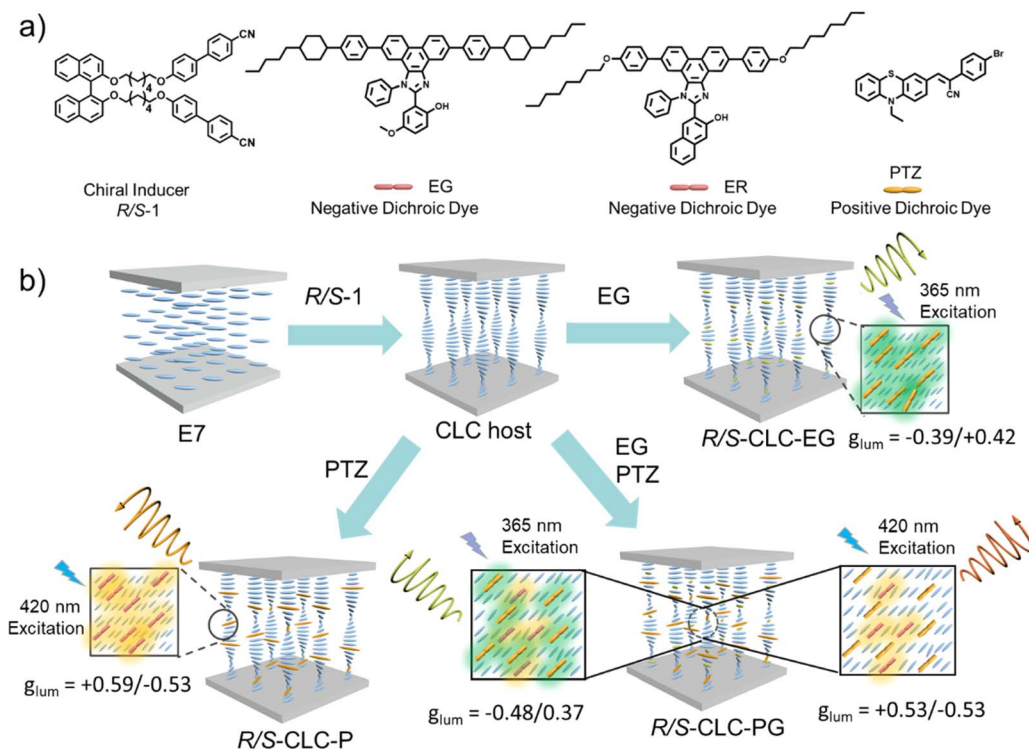 a)
CN
O
O
4
O
4
O
CN
N
N
OH
O
O
O
N
N
OH
S
N
CN
Br
Chiral Inducer
R/S-1
EG
Negative Dichroic Dye
ER
Negative Dichroic Dye
PTZ
Positive Dichroic Dye
b)
E7
R/S-1
CLC host
EG
365 nm
Excitation
R/S-CLC-EG
glum = -0.39/+0.42
PTZ
EG
PTZ
420 nm
Excitation
glum = +0.59/-0.53
R/S-CLC-P
365 nm
Excitation
glum = -0.48/0.37
R/S-CLC-PG
420 nm
Excitation
glum = +0.53/-0.53